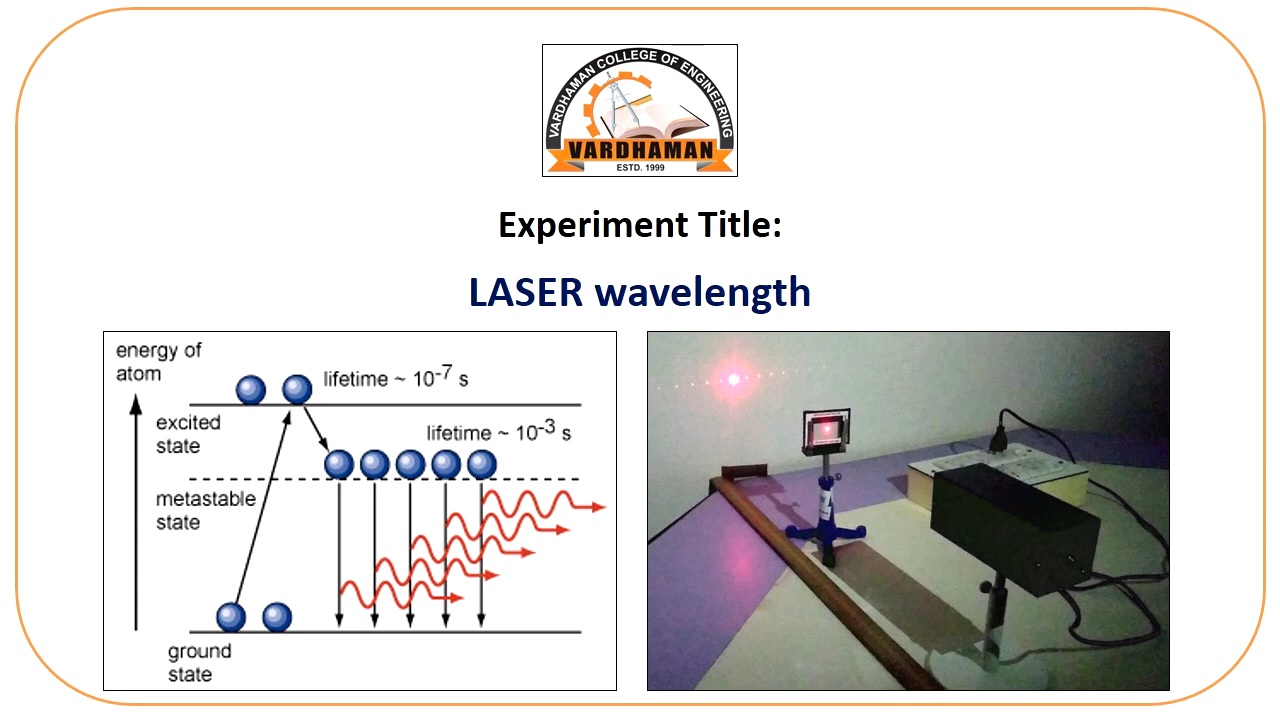 VARDHAMAN COLLEGE OF ENGINEERING
VARDHAMAN
ESTD. 1999
Experiment Title:
LASER wavelength
energy of
atom
lifetime ~ 10⁻⁷ s
excited
state
lifetime ~ 10⁻³ s
metastable
state
ground
state